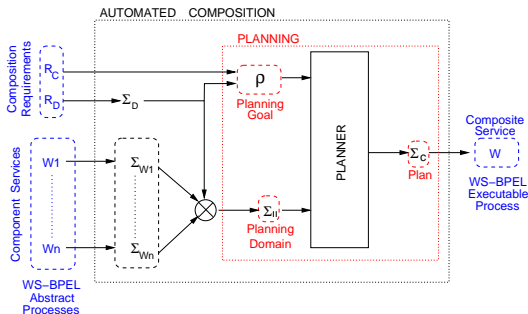 AUTOMATED COMPOSITION
PLANNING
Composition
Requirements
R_C
R_D
Σ_D
ρ
Planning
Goal
PLANNER
Component Services
W1
Wn
Σ_W1
Σ_Wn
Σ_||
Planning
Domain
Σ_C
Plan
Composite
Service
W
WS-BPEL
Executable
Process
WS-BPEL
Abstract
Processes